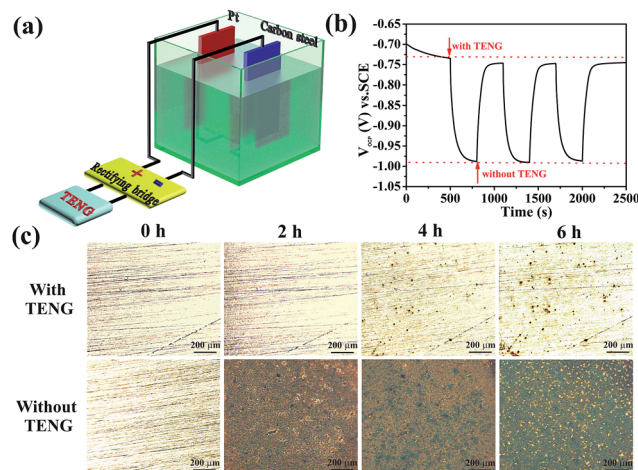 (a)
Pt
Carbon steel
+
-
Rectifying bridge
TENG
(b)
-0.65
-0.70
-0.75
-0.80
-0.85
-0.90
-0.95
-1.00
-1.05
V_OCP (V) vs.SCE
with TENG
without TENG
0 500 1000 1500 2000 2500
Time (s)
(c)
0 h 2 h 4 h 6 h
With
TENG
200 μm 200 μm 200 μm 200 μm
Without
TENG
200 μm 200 μm 200 μm 200 μm